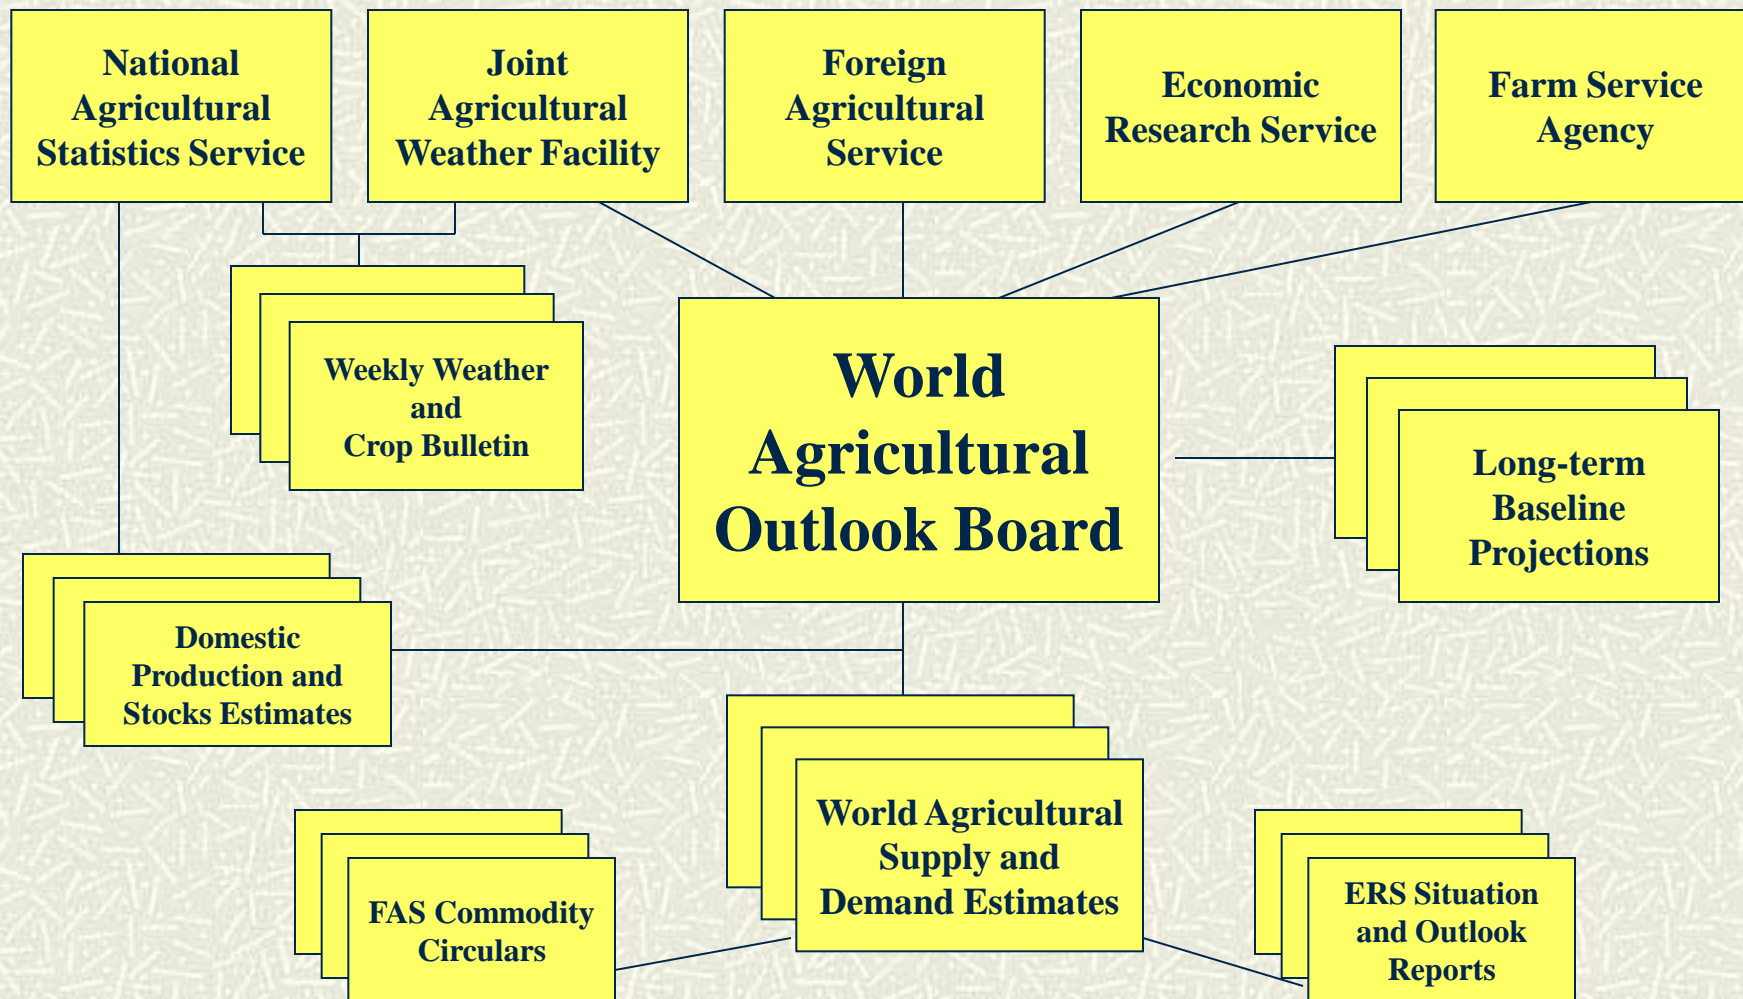 National
Agricultural
Statistics Service
Joint
Agricultural
Weather Facility
Foreign
Agricultural
Service
Economic
Research Service
Farm Service
Agency
Weekly Weather
and
Crop Bulletin
World
Agricultural
Outlook Board
Long-term
Baseline
Projections
Domestic
Production and
Stocks Estimates
World Agricultural
Supply and
Demand Estimates
FAS Commodity
Circulars
ERS Situation
and Outlook
Reports